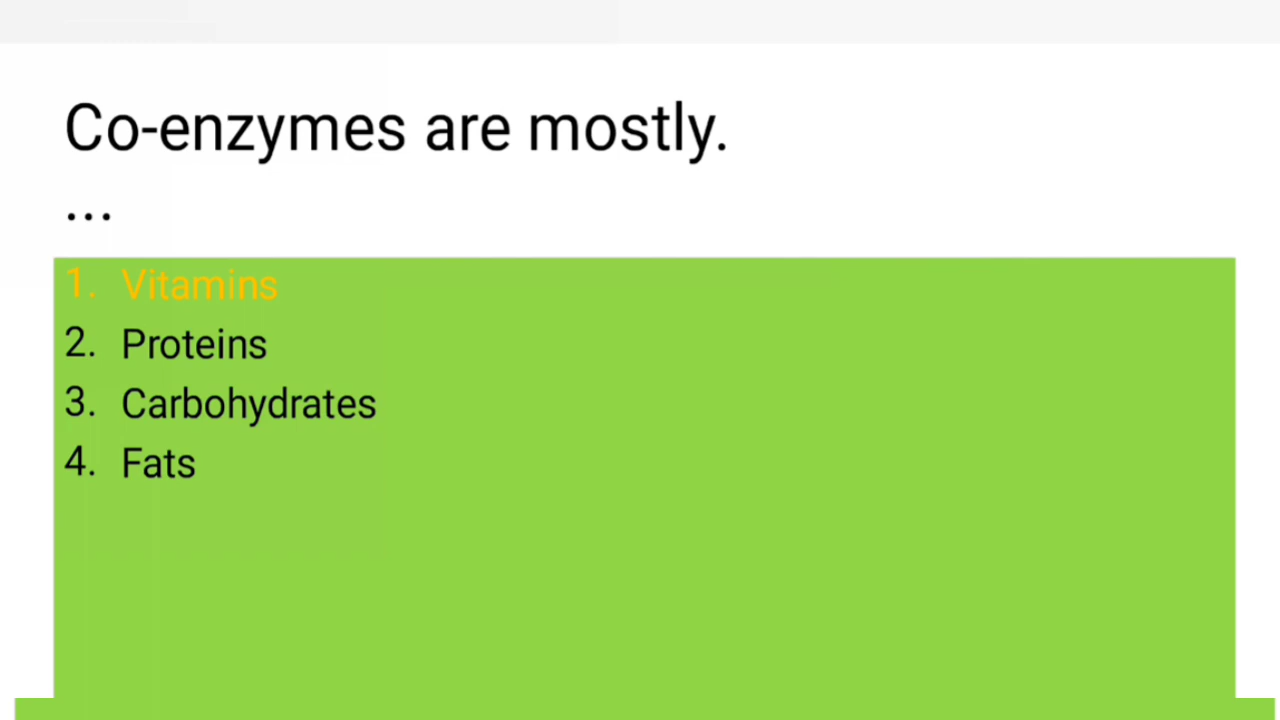 Co-enzymes are mostly.
...
1. Vitamins
2. Proteins
3. Carbohydrates
4. Fats